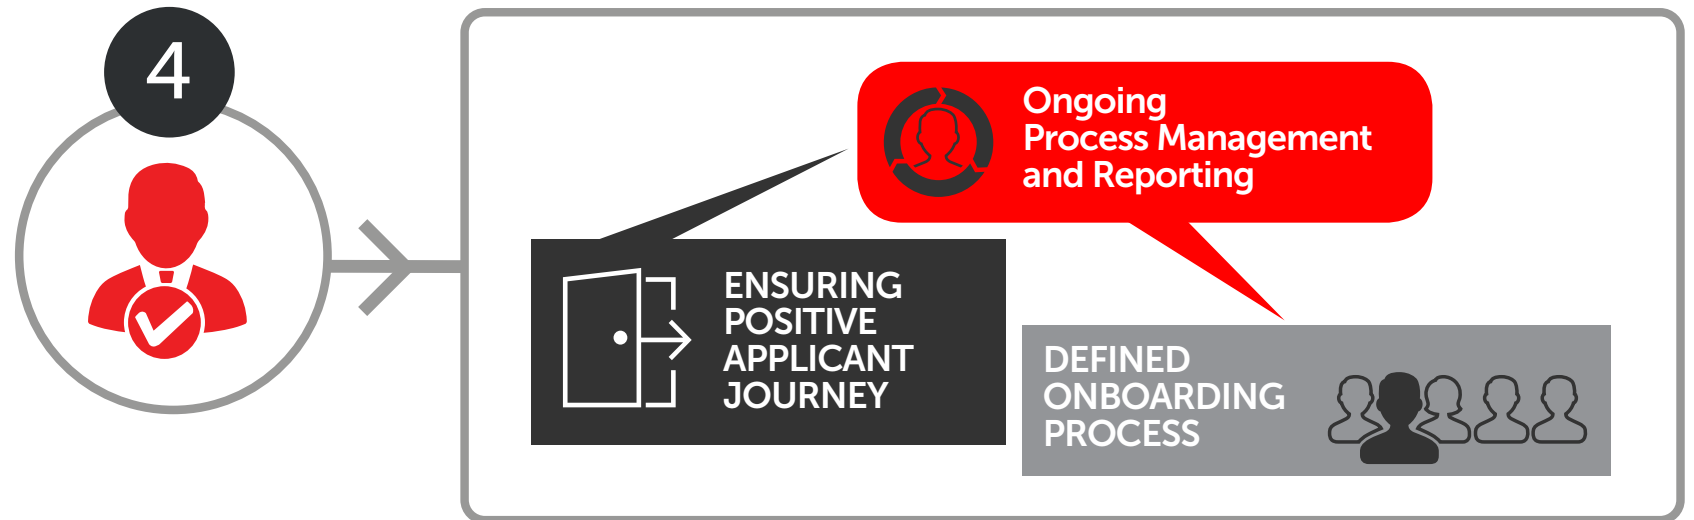 4
Ongoing
Process Management
and Reporting
ENSURING
POSITIVE
APPLICANT
JOURNEY
DEFINED
ONBOARDING
PROCESS